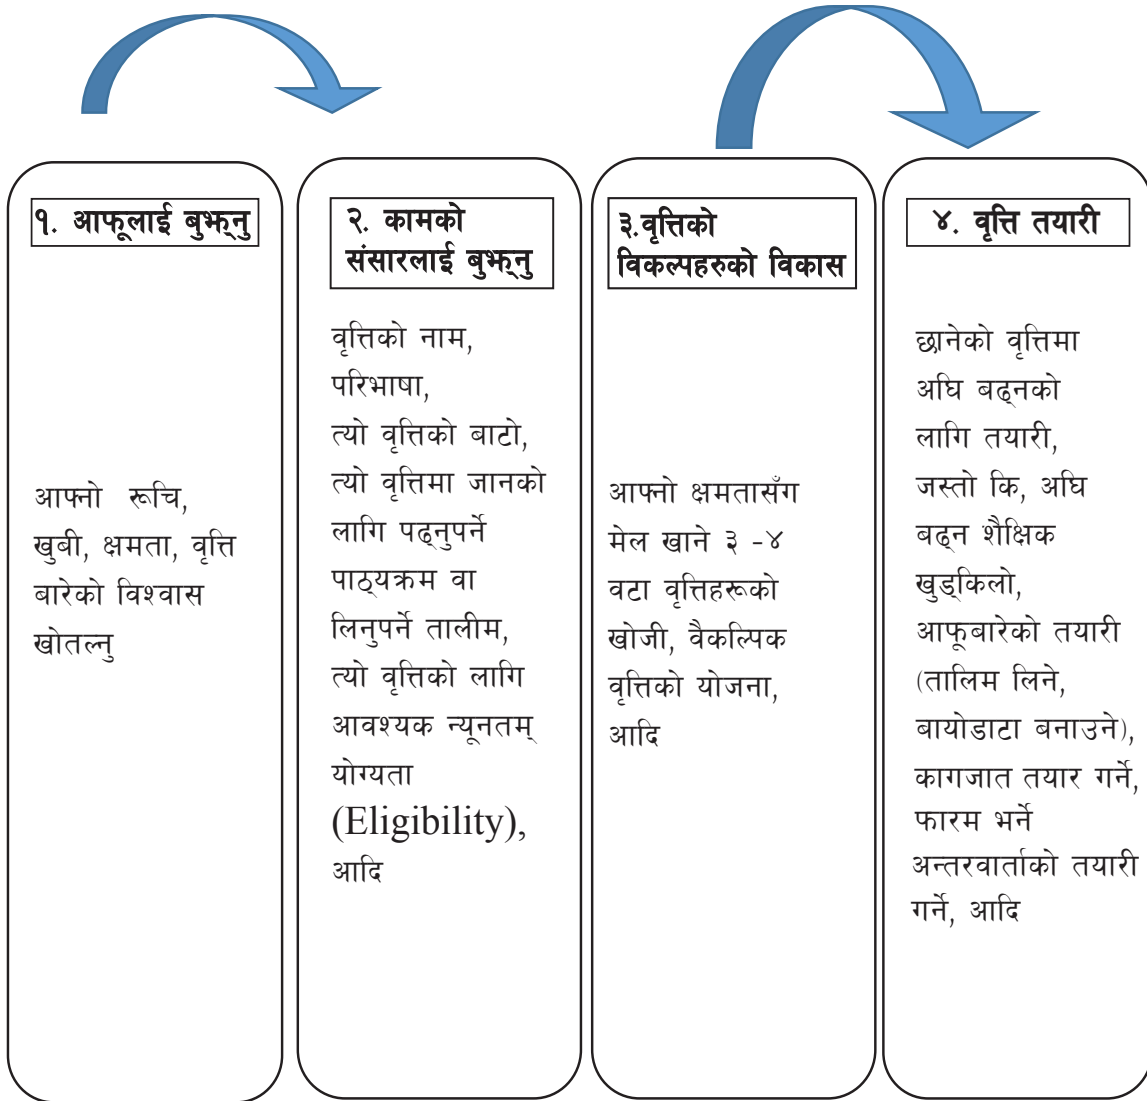 १. आफूलाई बुझ्नु
आफ्नो रूचि,
खुबी, क्षमता, वृत्ति
बारेको विश्वास
खोतल्नु
२. कामको
संसारलाई बुझ्नु
वृत्तिको नाम,
परिभाषा,
त्यो वृत्तिको बाटो,
त्यो वृत्तिमा जानको
लागि पढ्नुपर्ने
पाठ्यक्रम वा
लिनुपर्ने तालीम,
त्यो वृत्तिको लागि
आवश्यक न्यूनतम्
योग्यता
(Eligibility),
आदि
३.वृत्तिको
विकल्पहरुको विकास
आफ्नो क्षमतासँग
मेल खाने ३ -४
वटा वृत्तिहरूको
खोजी, वैकल्पिक
वृत्तिको योजना,
आदि
४. वृत्ति तयारी
छानेको वृत्तिमा
अघि बढ्नको
लागि तयारी,
जस्तो कि, अघि
बढ्न शैक्षिक
खुड्किलो,
आफूबारेको तयारी
(तालिम लिने,
बायोडाटा बनाउने),
कागजात तयार गर्ने,
फारम भर्ने
अन्तरवार्ताको तयारी
गर्ने, आदि